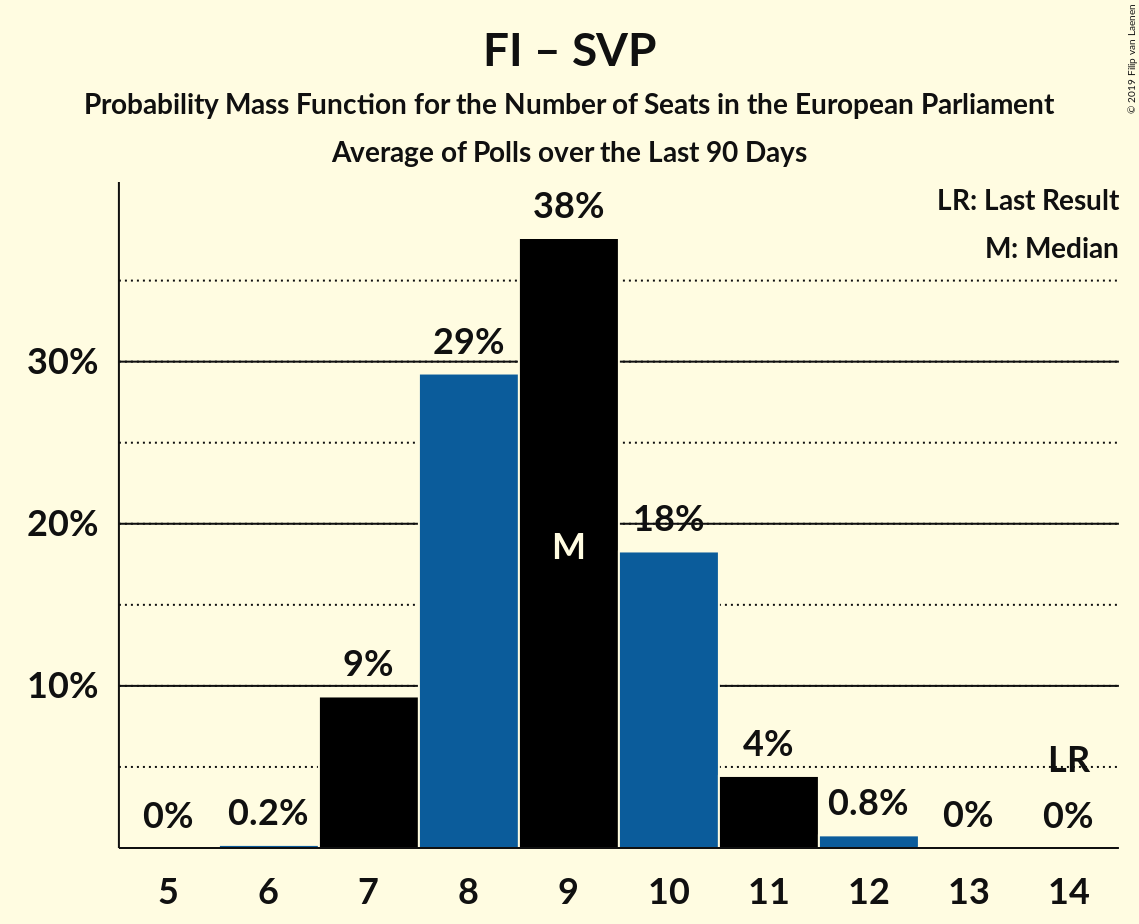 FI – SVP
Probability Mass Function for the Number of Seats in the European Parliament
Average of Polls over the Last 90 Days
© 2019 Filip van Laenen
LR: Last Result
M: Median
38%
29%
30%
20%
18%
M
9%
10%
4%
LR
0%
0.2%
0.8%
0%
0%
5 6 7 8 9 10 11 12 13 14